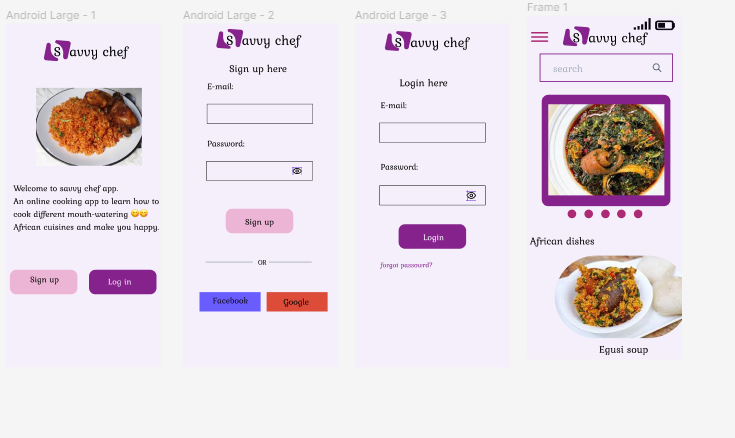 Android Large - 1
Savvy chef
Welcome to savvy chef app.
An online cooking app to learn how to
cook different mouth-watering 😋😋
African cuisines and make you happy.
Sign up
Log in
Android Large - 2
Savvy chef
Sign up here
E-mail:
Password:
Sign up
OR
Facebook
Google
Android Large - 3
Savvy chef
Login here
E-mail:
Password:
Login
forgot passowrd?
Frame 1
Savvy chef
search
African dishes
Egusi soup